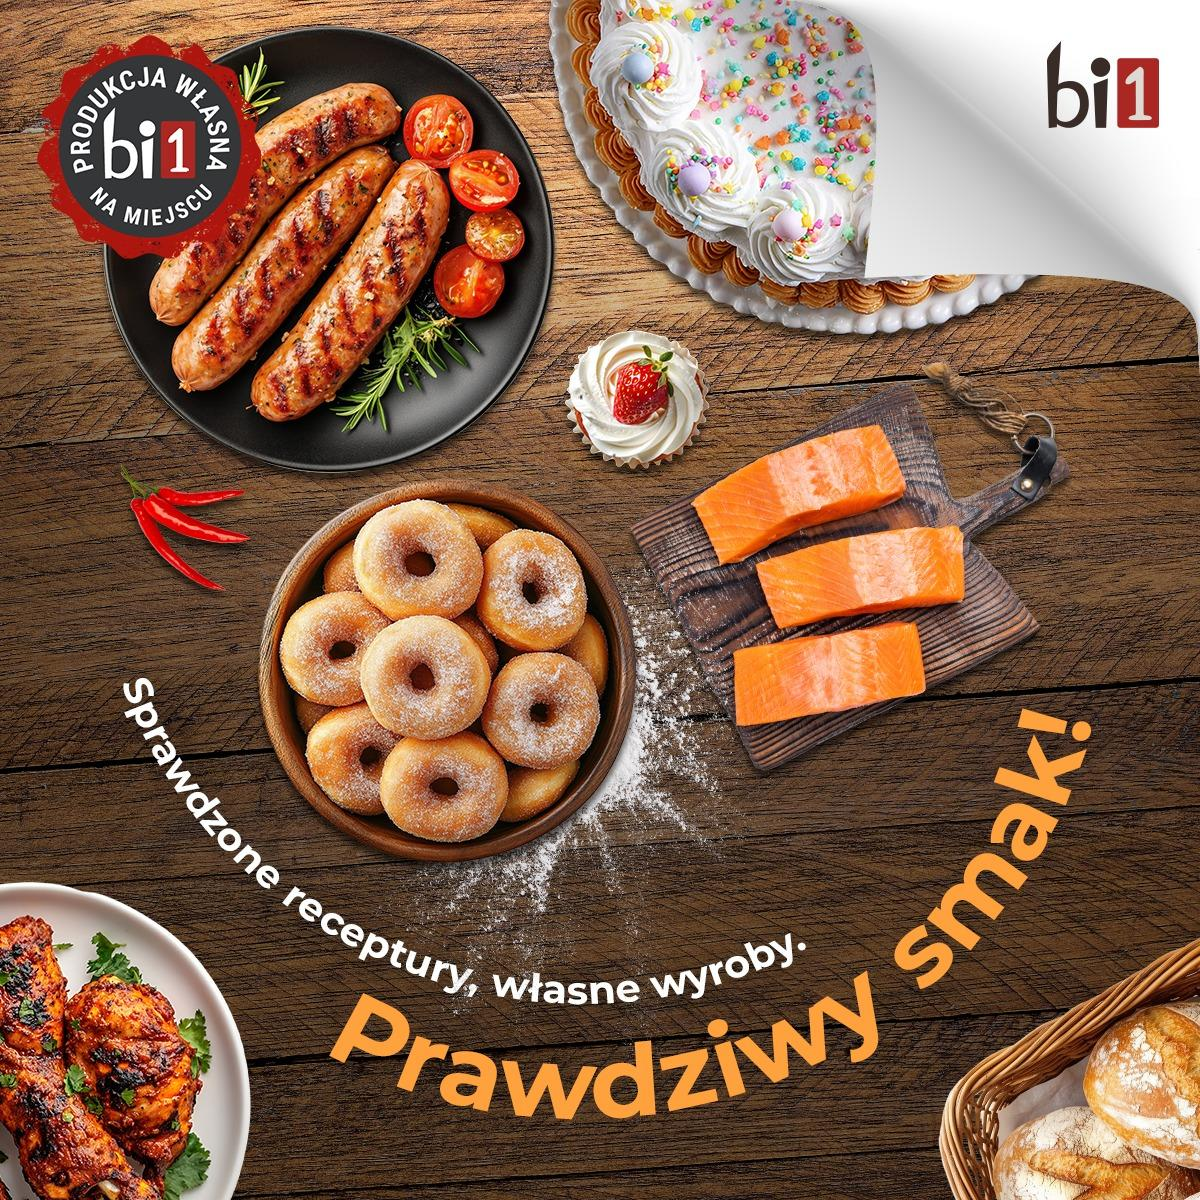 PRODUKCJA WŁASNA
bi1
NA MIEJSCU
bi1
Sprawdzone receptury, własne wyroby.
Prawdziwy smak!